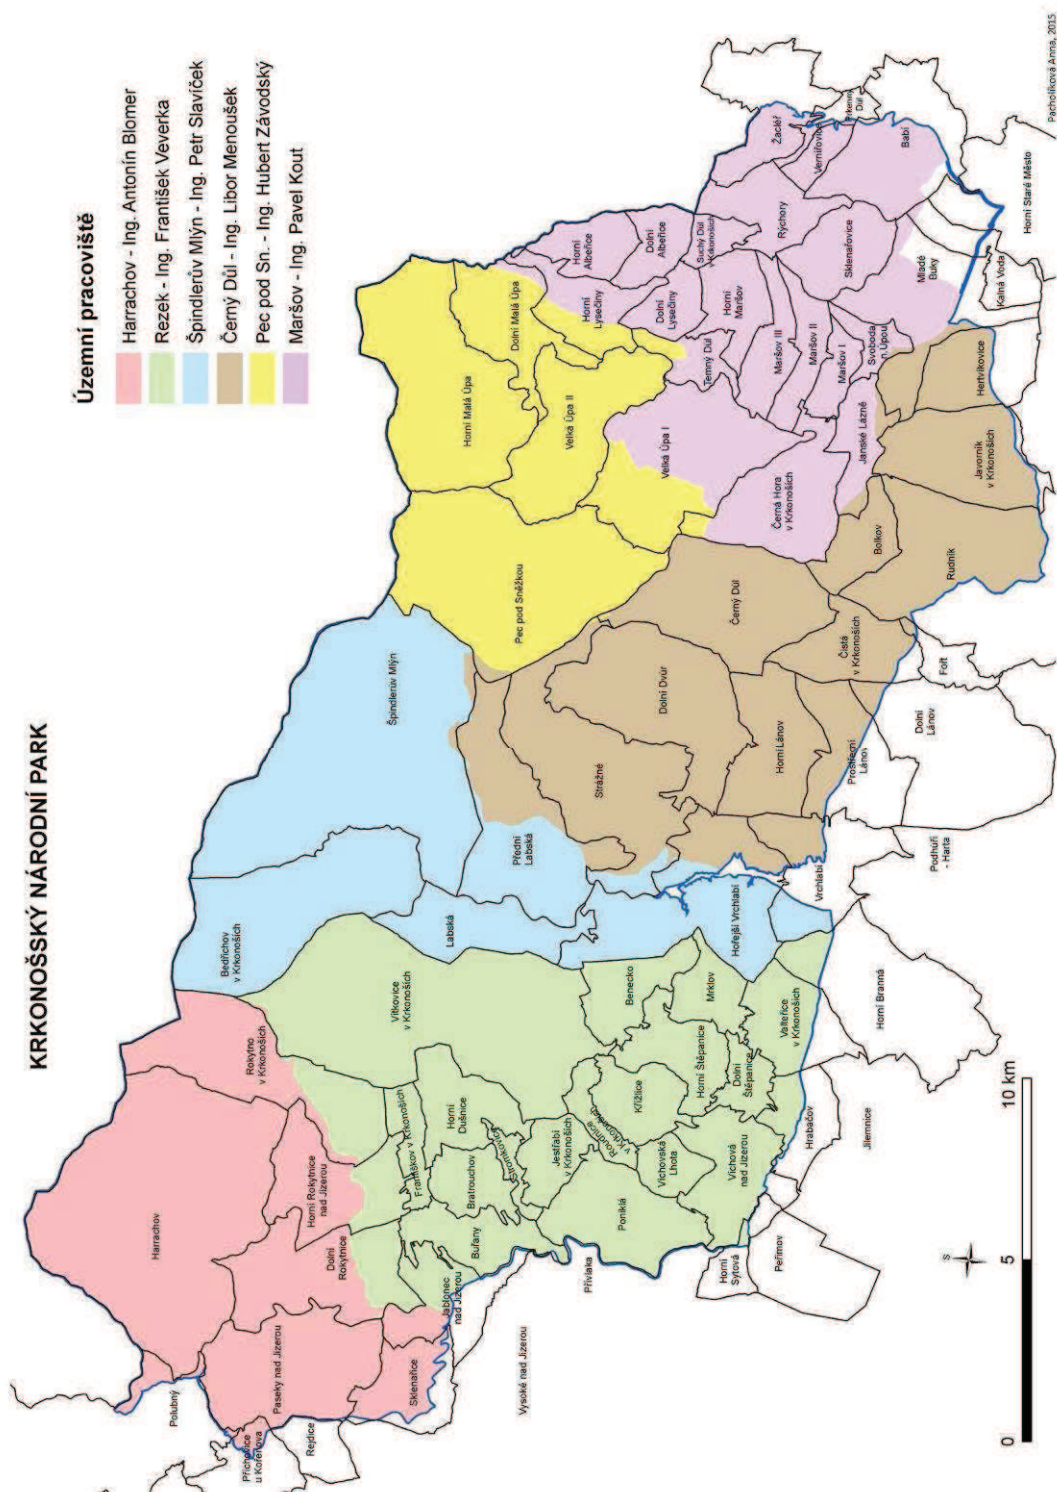 KRKONOŠSKÝ NÁRODNÍ PARK
Územní pracoviště
Harrachov - Ing. Antonín Blomer
Rezek - Ing. František Veverka
Špindlerův Mlýn - Ing. Petr Slavíček
Černý Důl - Ing. Libor Menoušek
Pec pod Sn. - Ing. Hubert Závodský
Maršov - Ing. Pavel Kout
Harrachov
Rokytno
v Krkonoších
Horní Rokytnice
nad Jizerou
Dolní
Rokytnice
Paseky nad Jizerou
Polubný
Příchovice
u Kořenova
Rejdice
Sklenařice
Jablonec
nad Jizerou
Vysoké nad Jizerou
Bedřichov
v Krkonoších
Špindlerův Mlýn
Labská
Přední
Labská
Hořejší Vrchlabí
Vrchlabí
Vítkovice
v Krkonoších
Františkov v Krkonoších
Horní
Dušnice
Bratrouchov
Buřany
Stromkovice
Jestřabí
v Krkonoších
Roudnice
v Krkonoších
Křížlice
Poniklá
Přívlaka
Víchovská
Lhota
Víchová
nad Jizerou
Horní Štěpanice
Dolní
Štěpanice
Benecko
Mrklov
Valteřice
v Krkonoších
Horní Branná
Hrabačov
Jilemnice
Horní
Sytová
Peřimov
Pec pod Sněžkou
Horní Malá Úpa
Dolní Malá Úpa
Velká Úpa II
Velká Úpa I
Strážné
Dolní Dvůr
Černý Důl
Horní Lánov
Prostřední
Lánov
Dolní
Lánov
Čistá
v Krkonoších
Fořt
Podhůří
- Harta
Bolkov
Rudník
Javorník
v Krkonoších
Hertvíkovice
Černá Hora
v Krkonoších
Janské Lázně
Temný Důl
Horní
Lysečiny
Dolní
Lysečiny
Horní
Albeřice
Dolní
Albeřice
Suchý Důl
v Krkonoších
Horní
Maršov
Maršov III
Maršov II
Maršov I
Svoboda
n. Úpou
Rýchory
Sklenařovice
Mladé
Buky
Žacléř
Vernířovice
Prkenný
Důl
Babí
Kalná Voda
Horní Staré Město
S
0
5
10 km
Pacholíková Anna, 2015